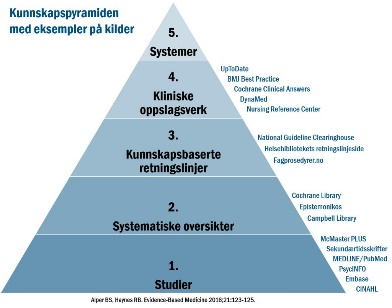 Kunnskapspyramiden
med eksempler på kilder
5.
Systemer
4.
Kliniske
oppslagsverk
UpToDate
BMJ Best Practice
Cochrane Clinical Answers
DynaMed
Nursing Reference Center
3.
Kunnskapsbaserte
retningslinjer
National Guideline Clearinghouse
Helsebibliotekets retningslinjeside
Fagprosedyrer.no
2.
Systematiske oversikter
Cochrane Library
Epistemonikos
Campbell Library
1.
Studier
McMaster PLUS
Sekundærtidsskrifter
MEDLINE/PubMed
PsycINFO
Embase
CINAHL
Alper BS, Haynes RB. Evidence-Based Medicine 2016;21:123-125.